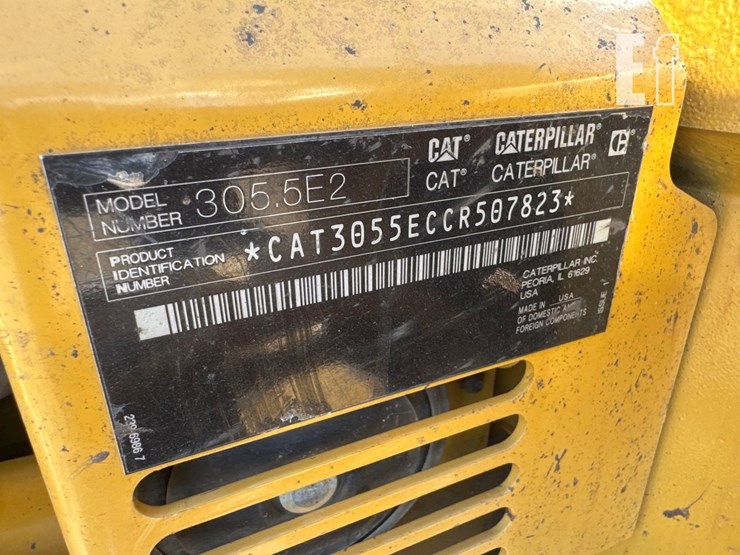 Ef
CAT® CATERPILLAR®
CAT® CATERPILLAR®
MODEL
NUMBER 305.5E2
PRODUCT
IDENTIFICATION
NUMBER
*CAT3055ECCR507823*
CATERPILLAR INC.
PEORIA, IL 61629
USA
MADE IN USA
OF DOMESTIC AND
FOREIGN COMPONENTS
ISSUE 1